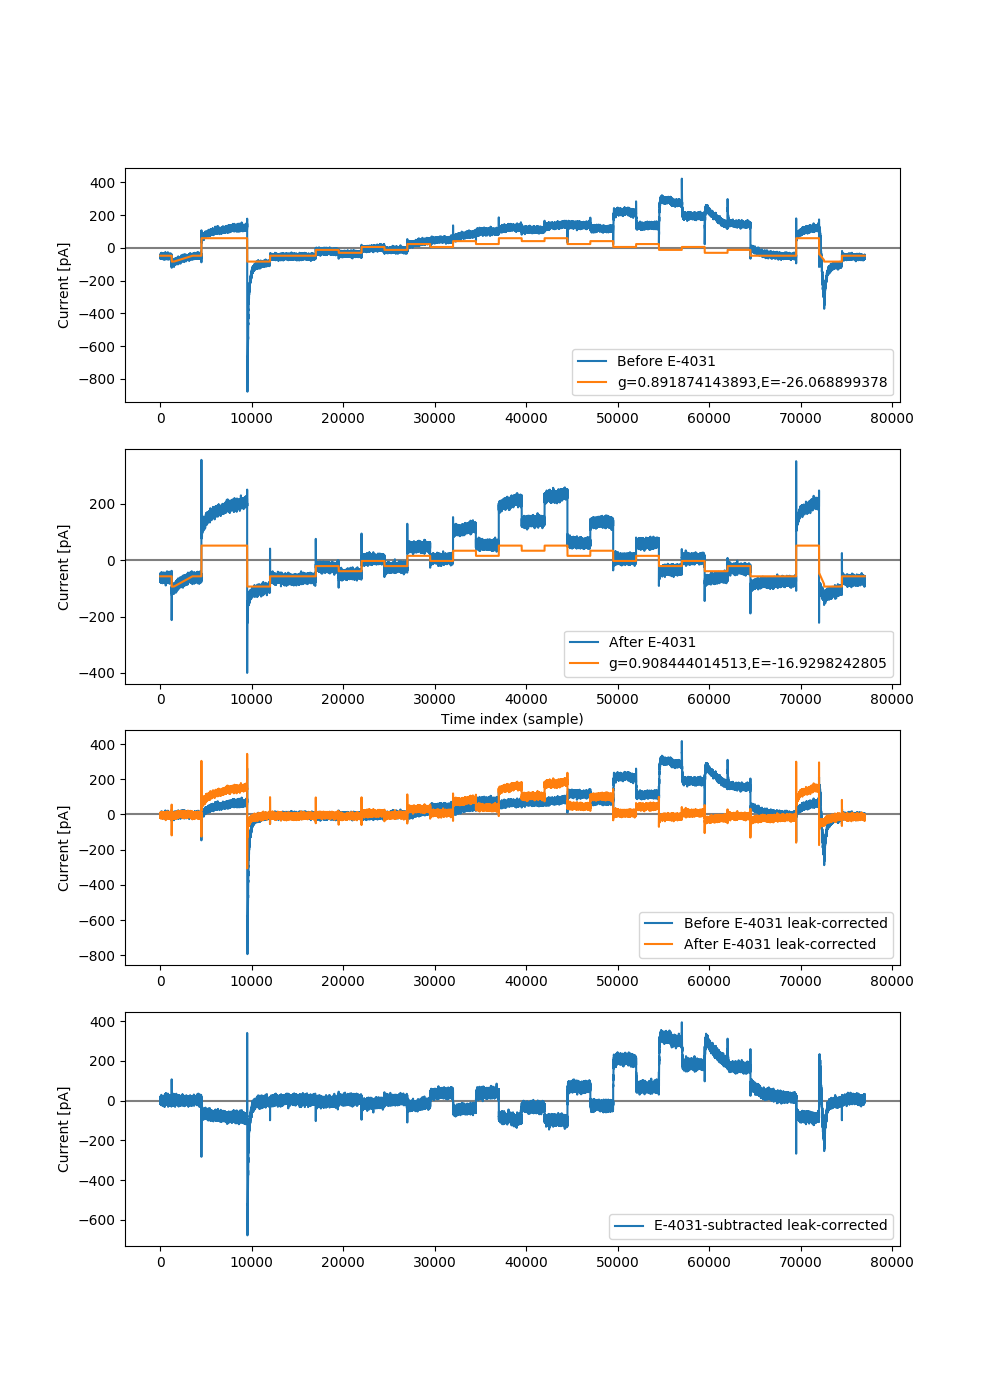 400
200
0
−200
−400
−600
−800
Current [pA]
Before E-4031
g=0.891874143893,E=-26.068899378
0 10000 20000 30000 40000 50000 60000 70000 80000
200
0
−200
−400
Current [pA]
After E-4031
g=0.908444014513,E=-16.9298242805
0 10000 20000 30000 40000 50000 60000 70000 80000
Time index (sample)
400
200
0
−200
−400
−600
−800
Current [pA]
Before E-4031 leak-corrected
After E-4031 leak-corrected
0 10000 20000 30000 40000 50000 60000 70000 80000
400
200
0
−200
−400
−600
Current [pA]
E-4031-subtracted leak-corrected
0 10000 20000 30000 40000 50000 60000 70000 80000